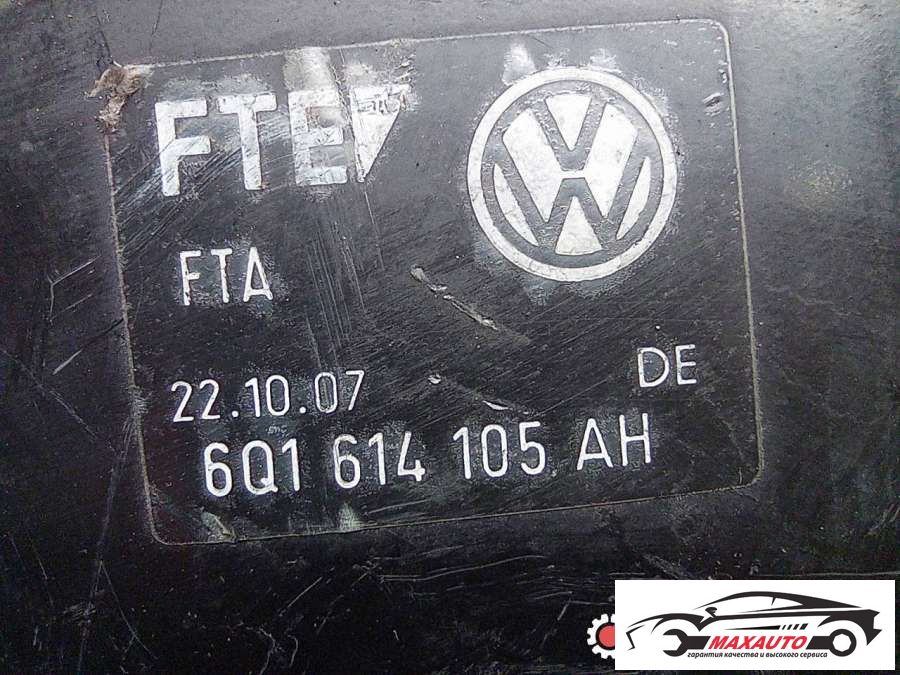 FTE
FTA
22.10.07 DE
6Q1 614 105 AH
MAXAUTO
гарантия качества и высокого сервиса